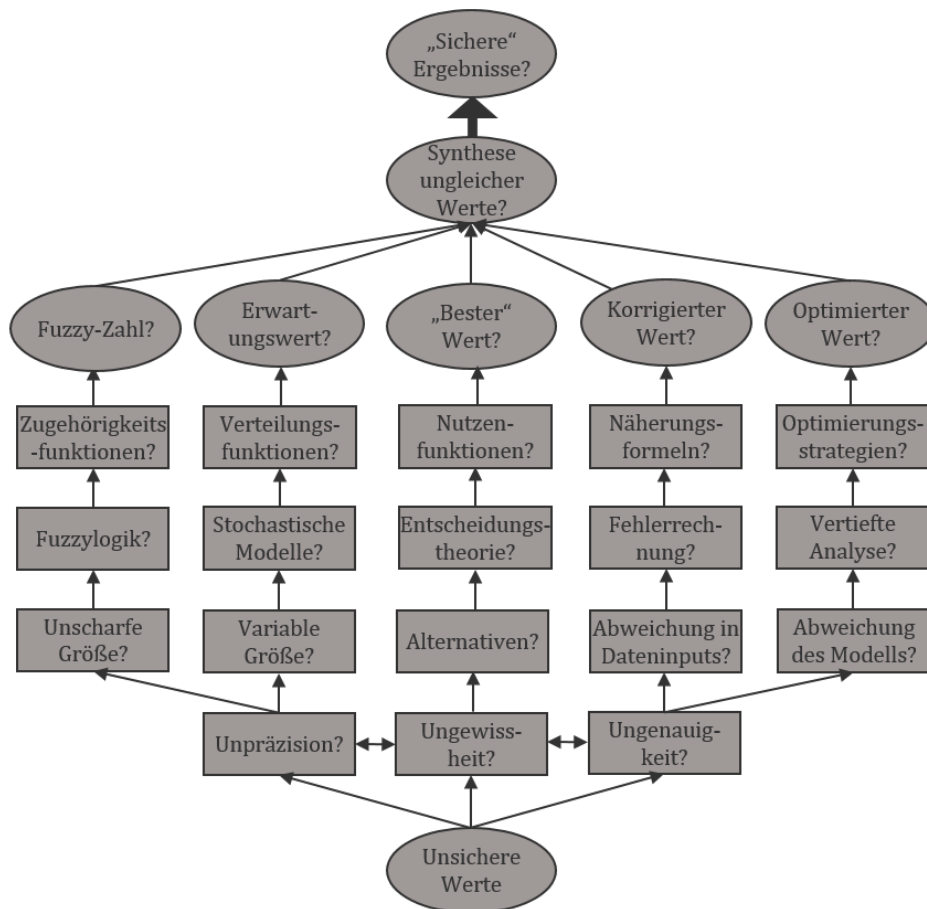 „Sichere“
Ergebnisse?
Synthese
ungleicher
Werte?
Fuzzy-Zahl?
Erwart-
ungswert?
„Bester“
Wert?
Korrigierter
Wert?
Optimierter
Wert?
Zugehörigkeits
-funktionen?
Verteilungs-
funktionen?
Nutzen-
funktionen?
Näherungs-
formeln?
Optimierungs-
strategien?
Fuzzylogik?
Stochastische
Modelle?
Entscheidungs-
theorie?
Fehlerrech-
nung?
Vertiefte
Analyse?
Unscharfe
Größe?
Variable
Größe?
Alternativen?
Abweichung in
Dateninputs?
Abweichung
des Modells?
Unpräzision?
Ungewiss-
heit?
Ungenauig-
keit?
Unsichere
Werte